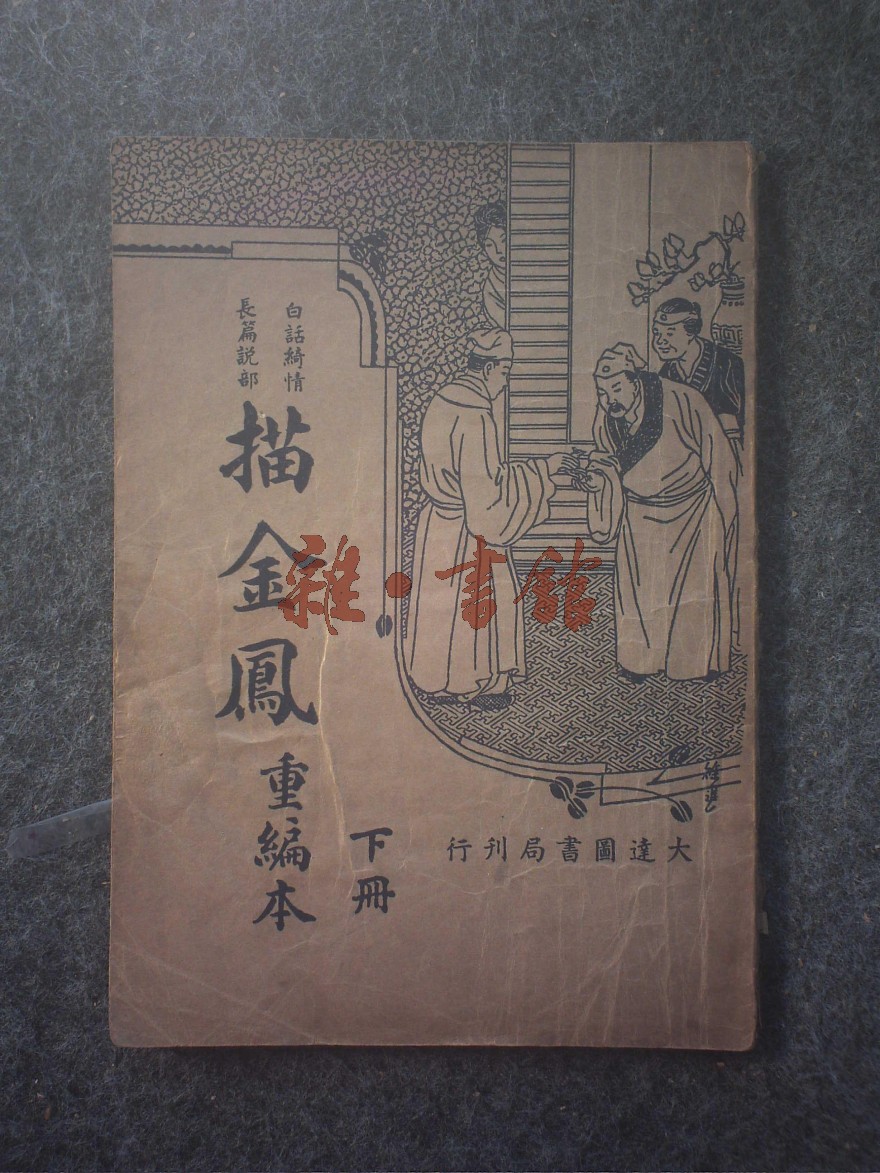 白話綺情
長篇説部
描金鳳
重編本
下冊
大達圖書局刊行
雜·書館